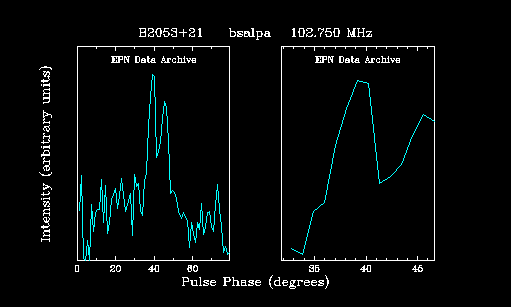 B2053+21 bsalpa 102.750 MHz
EPN Data Archive EPN Data Archive
Intensity (arbitrary units)
0 20 40 60 35 40 45
Pulse Phase (degrees)